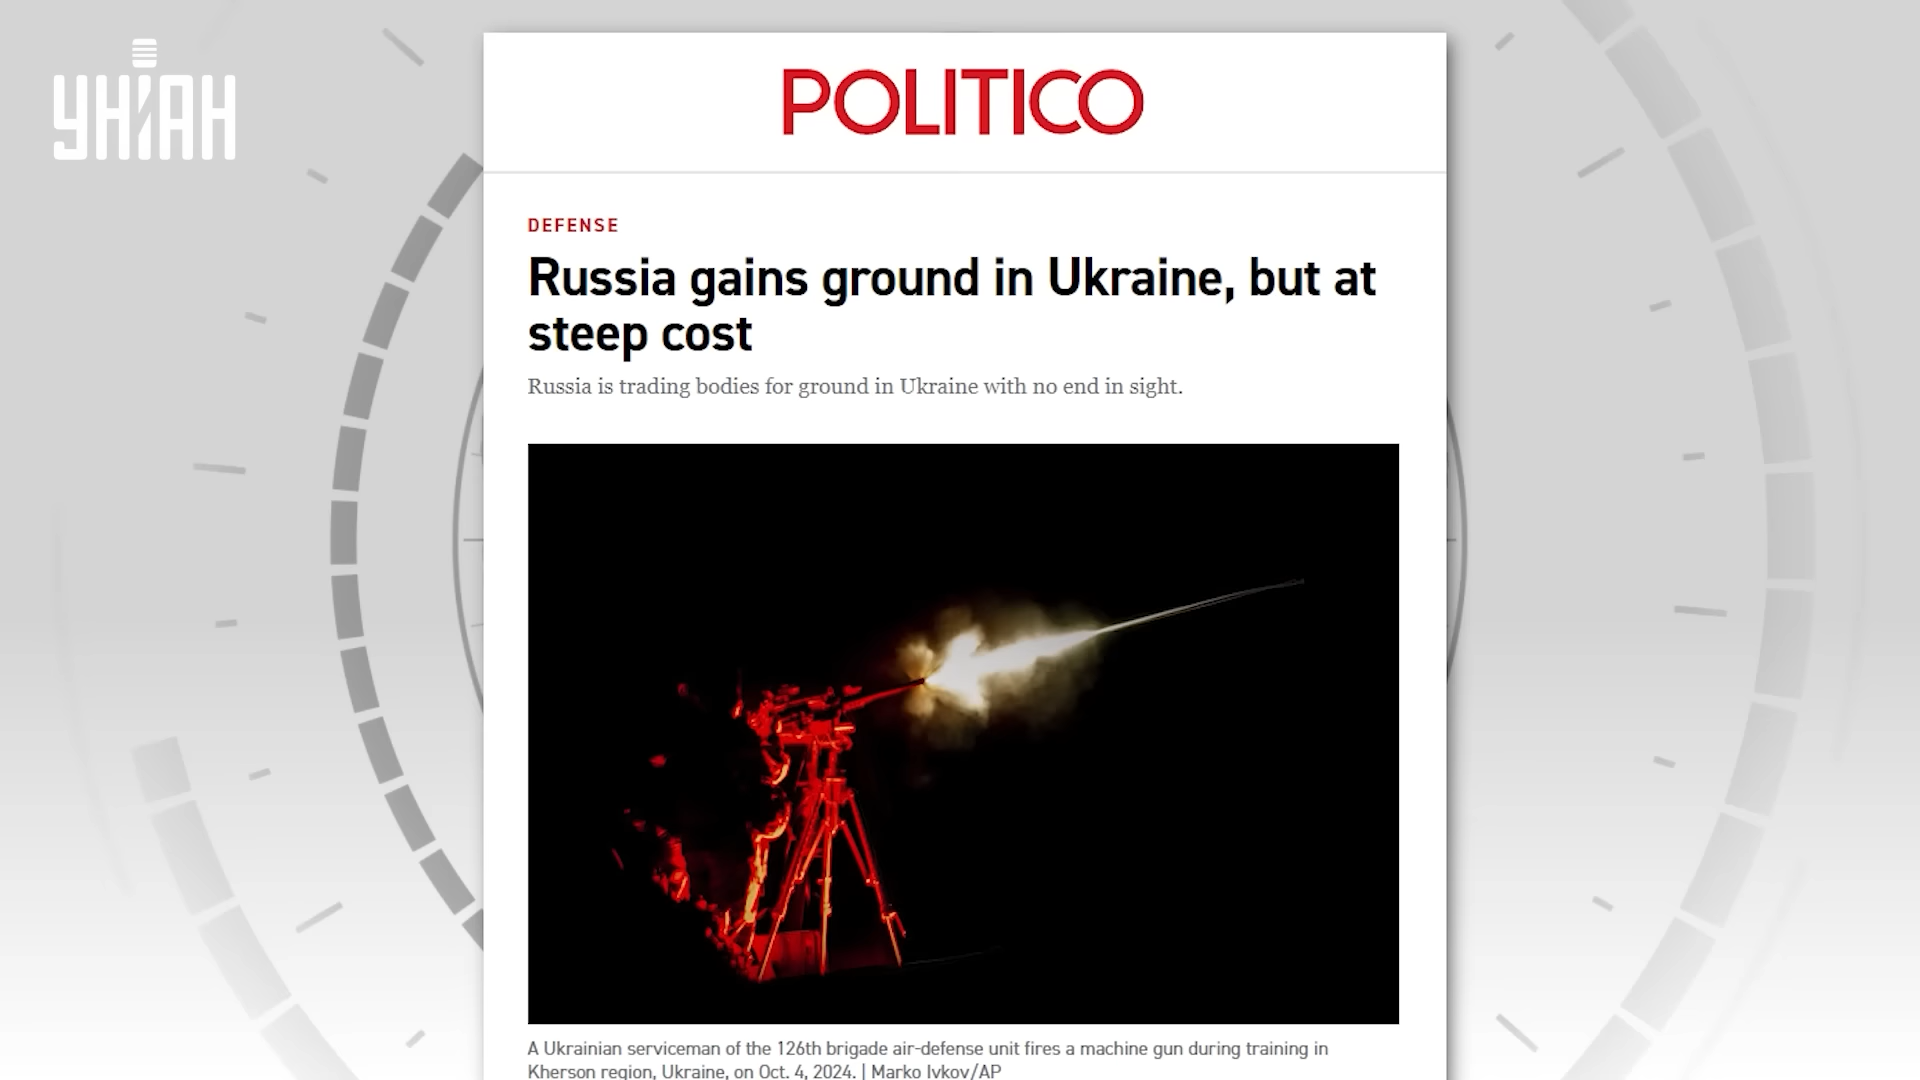 УНІАН
POLITICO
DEFENSE
Russia gains ground in Ukraine, but at
steep cost
Russia is trading bodies for ground in Ukraine with no end in sight.
A Ukrainian serviceman of the 126th brigade air-defense unit fires a machine gun during training in
Kherson region, Ukraine, on Oct. 4, 2024. | Marko Ivkov/AP